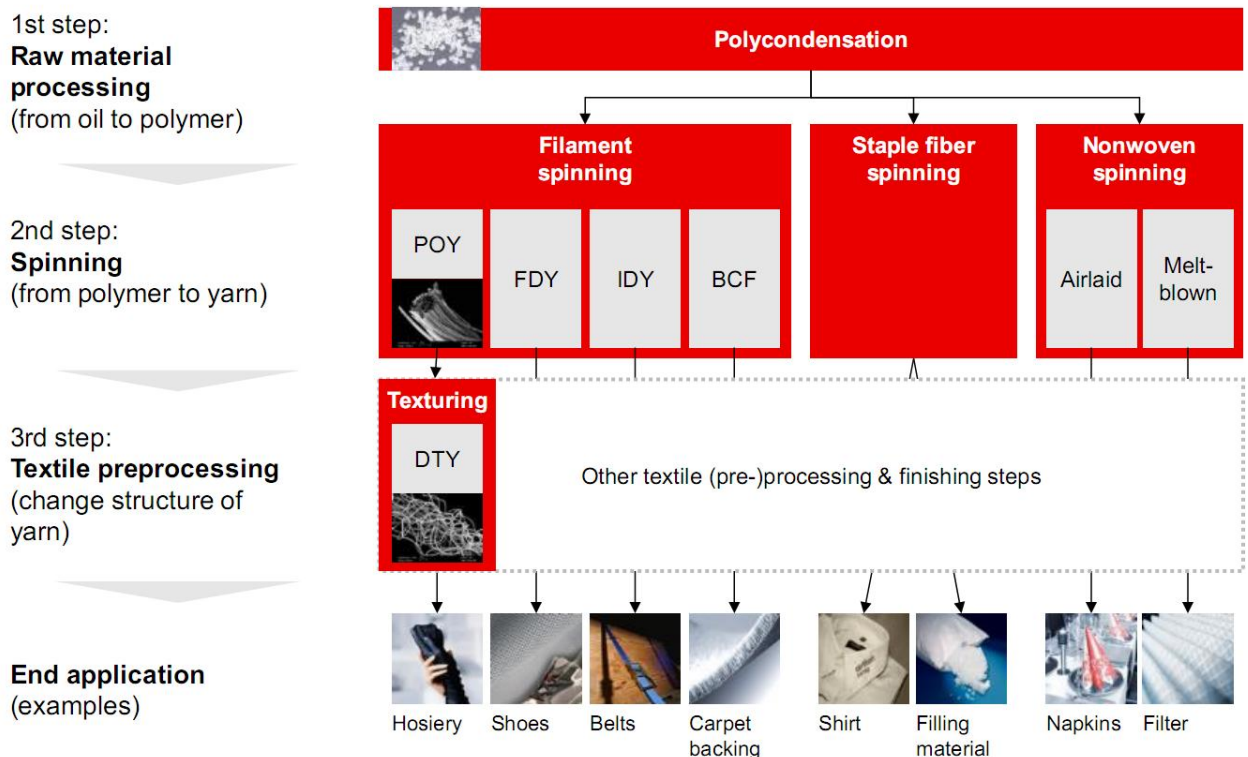 1st step:
Raw material
processing
(from oil to polymer)
Polycondensation
2nd step:
Spinning
(from polymer to yarn)
Filament
spinning
POY
FDY
IDY
BCF
Staple fiber
spinning
Nonwoven
spinning
Airlaid
Melt-
blown
3rd step:
Textile preprocessing
(change structure of
yarn)
Texturing
DTY
Other textile (pre-)processing & finishing steps
End application
(examples)
Hosiery
Shoes
Belts
Carpet
backing
Shirt
Filling
material
Napkins
Filter